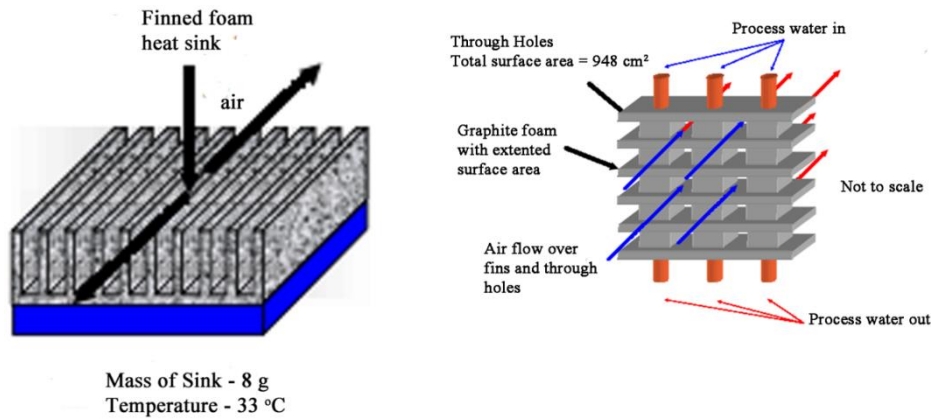 Finned foam
heat sink
air
Mass of Sink - 8 g
Temperature - 33 °C
Process water in
Through Holes
Total surface area = 948 cm²
Graphite foam
with extented
surface area
Not to scale
Air flow over
fins and through
holes
Process water out